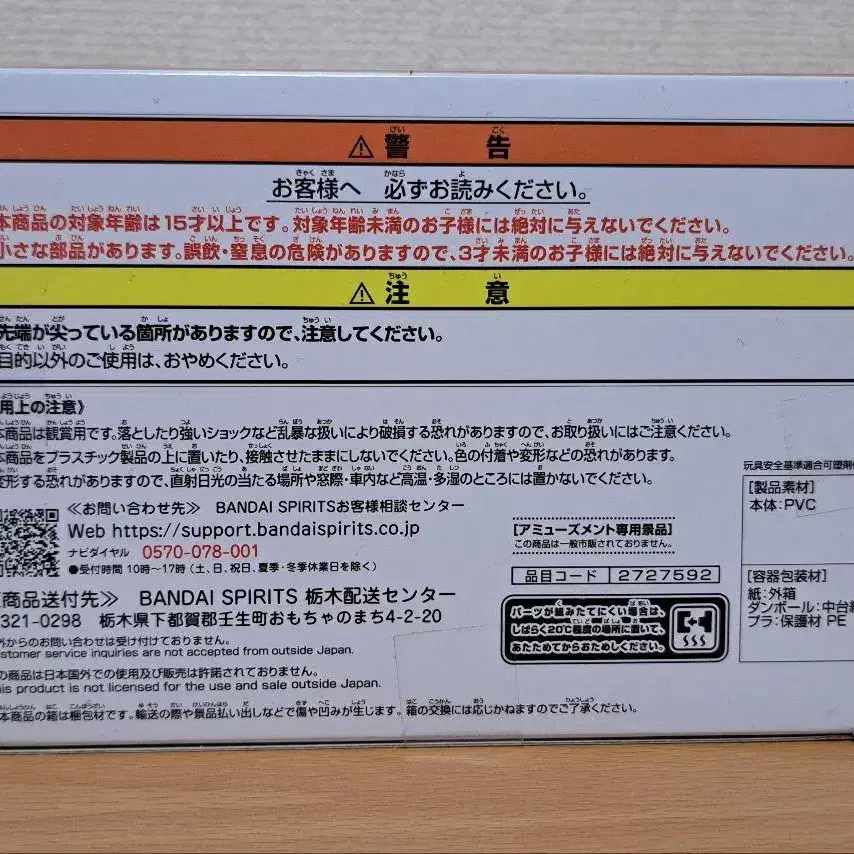 ⚠警告
お客様へ 必ずお読みください。
本商品の対象年齢は15才以上です。対象年齢未満のお子様には絶対に与えないでください。
小さな部品があります。誤飲・窒息の危険がありますので、3才未満のお子様には絶対に与えないでください。
⚠注意
先端が尖っている箇所がありますので、注意してください。
目的以外のご使用は、おやめください。
用上の注意》
本商品は観賞用です。落としたり強いショックなど乱暴な扱いにより破損する恐れがありますので、お取り扱いにはご注意ください。
本商品をプラスチック製品の上に置いたり、接触させたままにしないでください。色の付着や変形などの恐れがあります。
変形する恐れがありますので、直射日光の当たる場所や窓際・車内など高温・多湿のところには置かないでください。
≪お問い合わせ先≫ BANDAI SPIRITSお客様相談センター
Web https://support.bandaispirits.co.jp
ナビダイヤル 0570-078-001
●受付時間 10時〜17時(土、日、祝日、夏季・冬季休業日を除く)
商品送付先≫ BANDAI SPIRITS 栃木配送センター
321-0298 栃木県下都賀郡壬生町おもちゃのまち4-2-20
外からのお問い合わせは受け付けておりません。
stomer service inquiries are not accepted from outside Japan.
の商品は日本国外での使用及び販売は許諾されておりません。
his product is not licensed for the use and sale outside Japan.
本商品の箱は梱包材です。輸送の際や景品払い出しなどで傷や凹みが生じます。箱の交換には応じかねますのでご了承ください。
[アミューズメント専用景品]
この商品は一般市販されておりません。
品目コード 2727592
パーツが組みたてにくい場合は、
しばらく20℃程度の場所に置いて、
あたためてからおためしください。
玩具安全基準適合可塑剤
[製品素材]
本体:PVC
[容器包装材]
紙:外箱
ダンボール:中台紙
プラ:保護材 PE